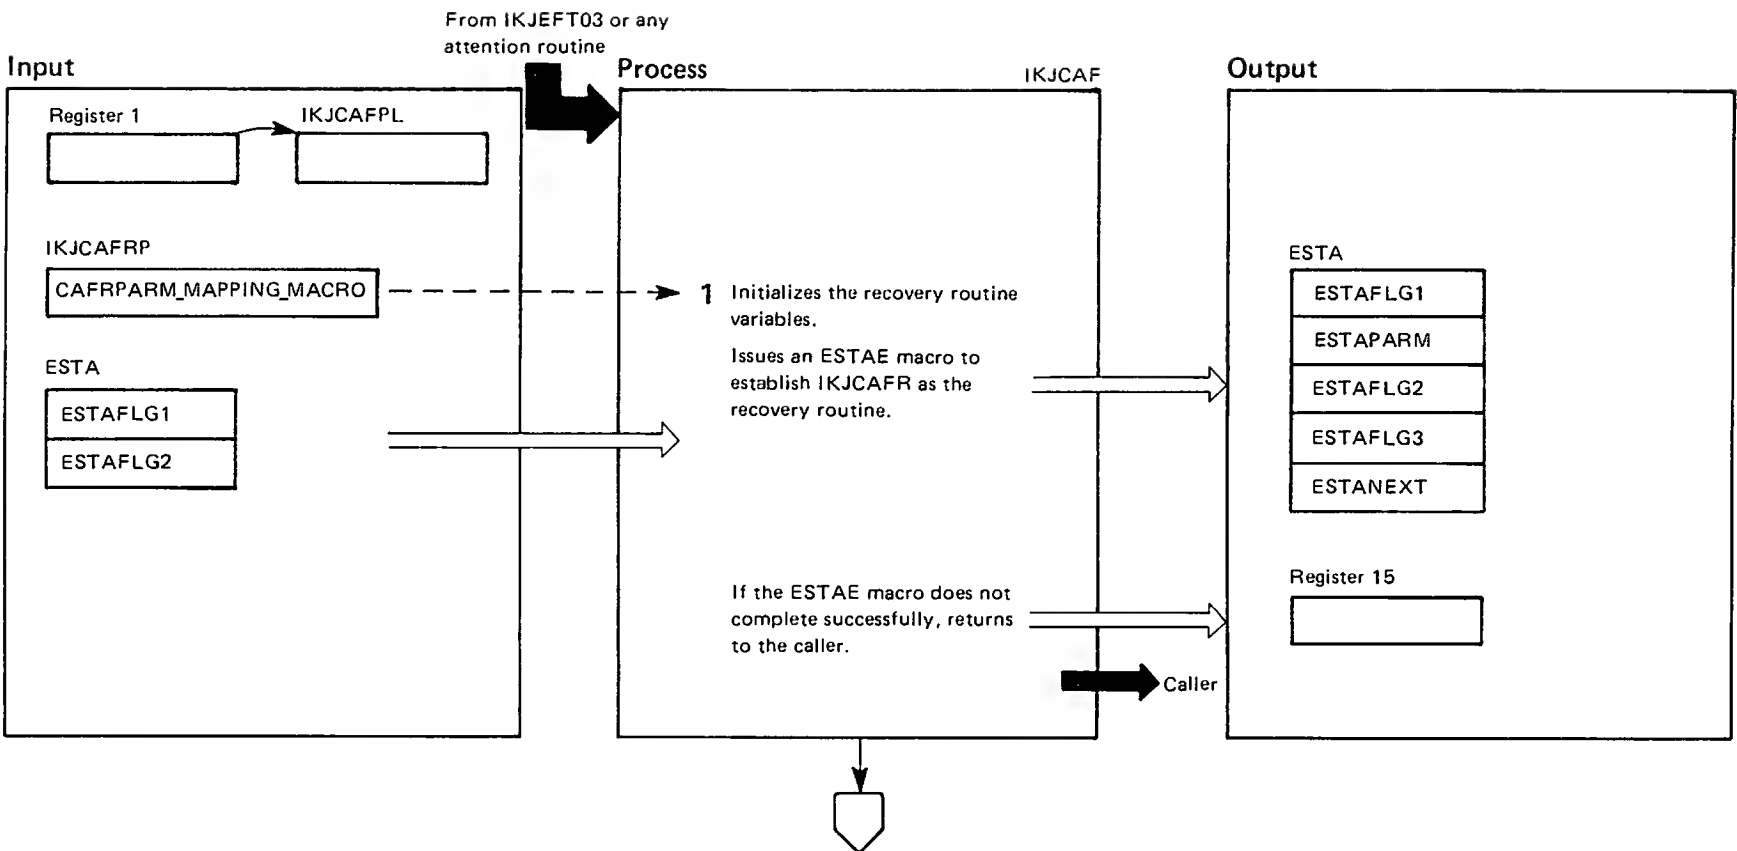 From IKJEFT03 or any
attention routine
Input
Process
IKJCAF
Output
Register 1
IKJCAFPL
IKJCAFRP
CAFRPARM_MAPPING_MACRO
ESTA
ESTAFLG1
ESTAFLG2
1 Initializes the recovery routine
variables.
Issues an ESTAE macro to
establish IKJCAFR as the
recovery routine.
If the ESTAE macro does not
complete successfully, returns
to the caller.
Caller
ESTA
ESTAFLG1
ESTAPARM
ESTAFLG2
ESTAFLG3
ESTANEXT
Register 15